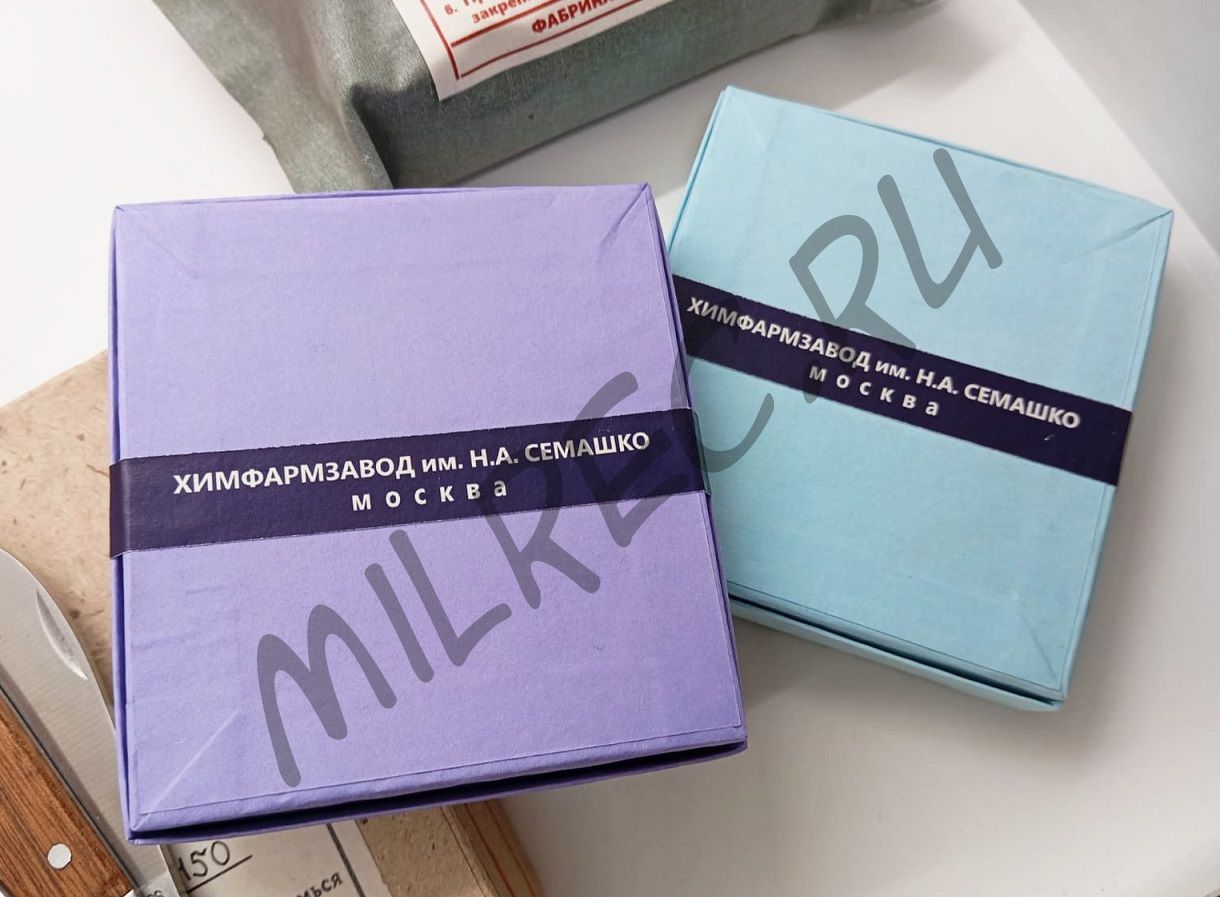 ФАБРИКА
ХИМФАРМЗАВОД им. Н.А. СЕМАШКО
москва
ХИМФАРМЗАВОД им. Н.А. СЕМАШКО
москва
MILREC.RU
150